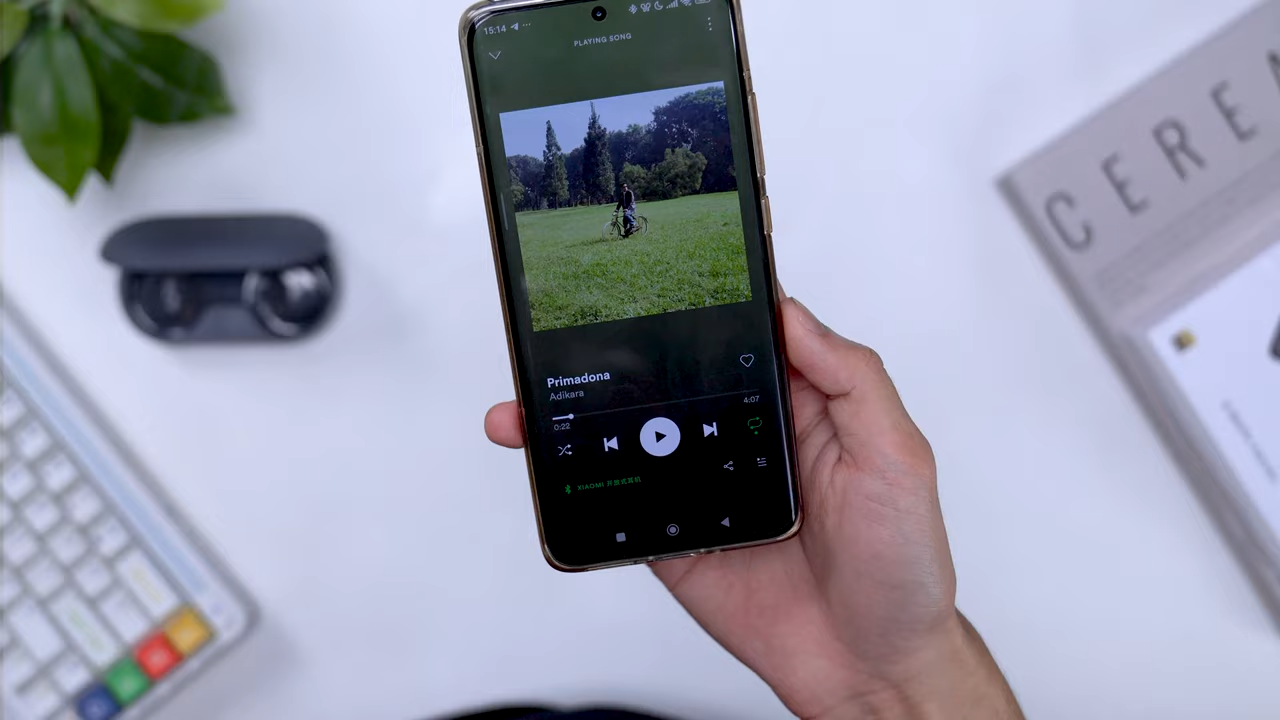 15:14
PLAYING SONG
CERE
Primadona
Adikara
0:22
4:07
XIAOMI 开放式耳机